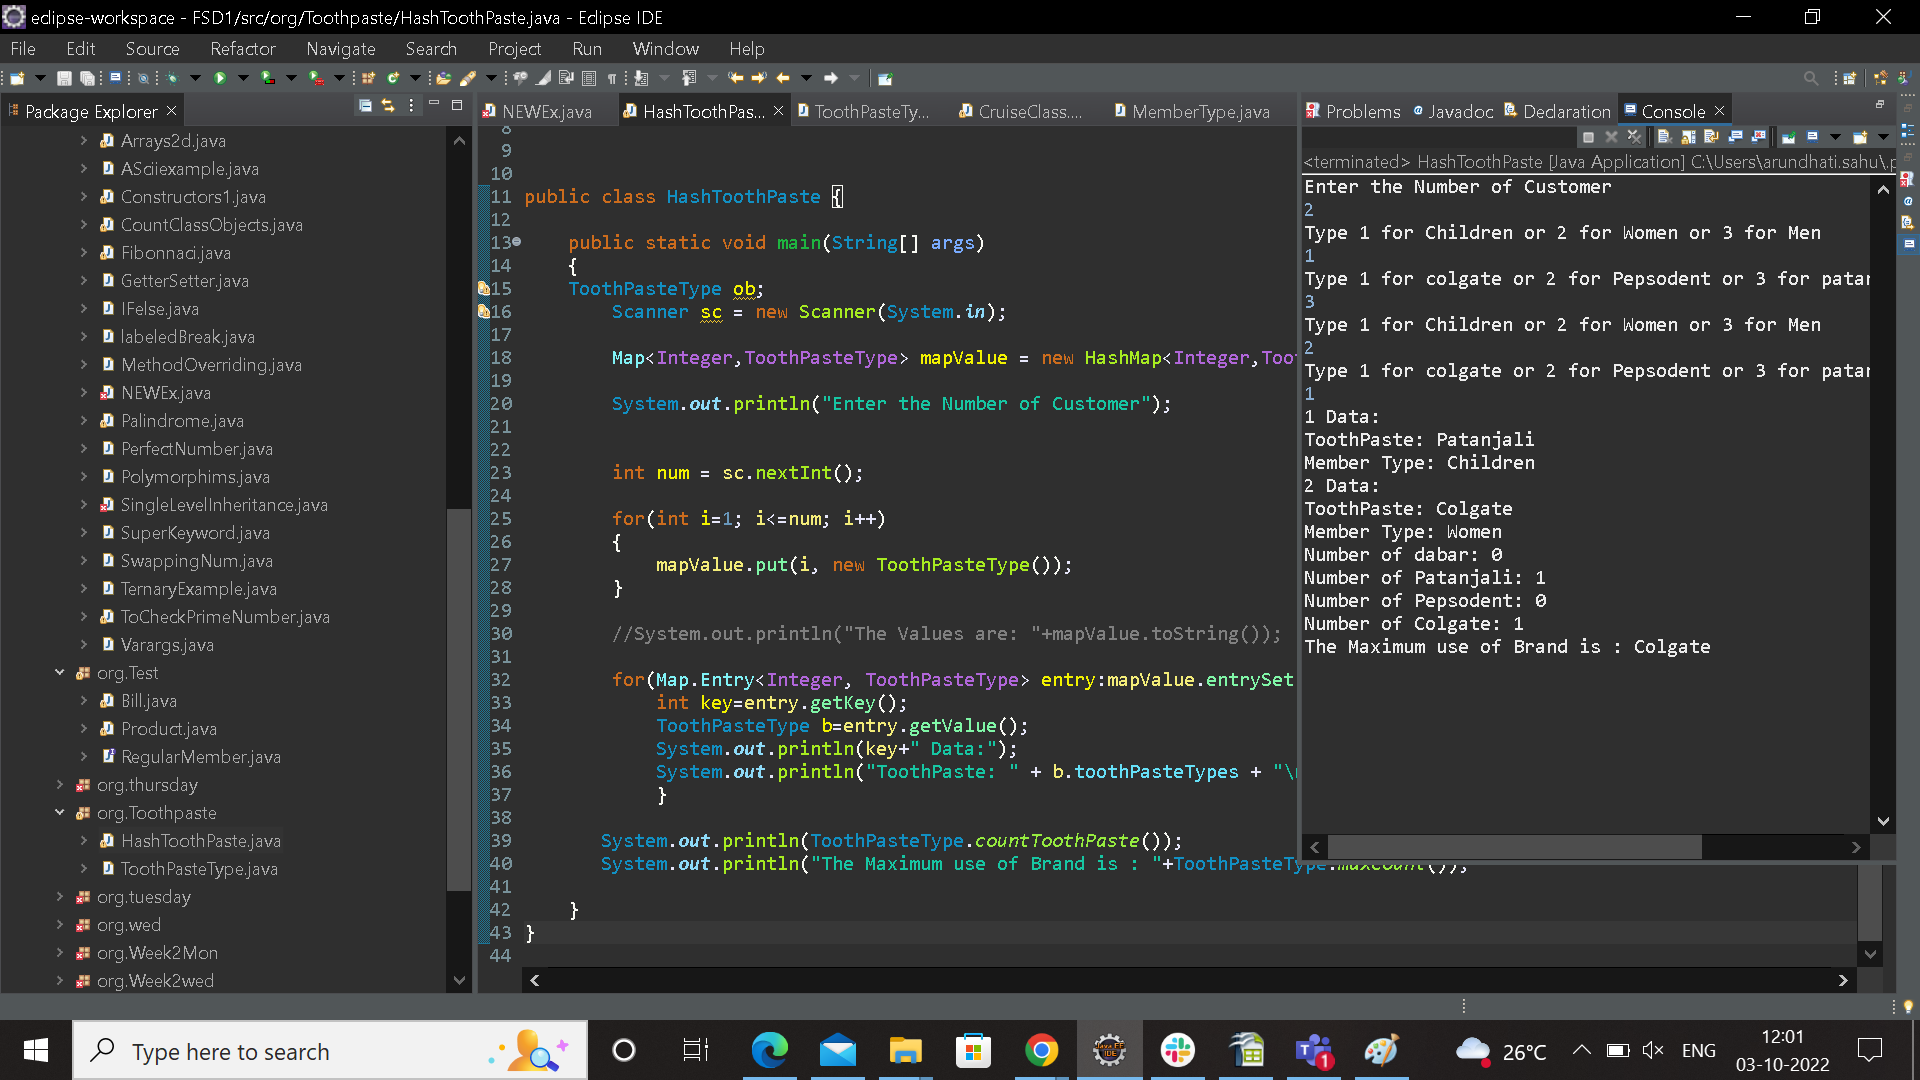 eclipse-workspace - FSD1/src/org/Toothpaste/HashToothPaste.java - Eclipse IDE
File Edit Source Refactor Navigate Search Project Run Window Help
Package Explorer
Arrays2d.java
ASciiexample.java
Constructors1.java
CountClassObjects.java
Fibonnaci.java
GetterSetter.java
IFelse.java
labeledBreak.java
MethodOverriding.java
NEWEx.java
Palindrome.java
PerfectNumber.java
Polymorphims.java
SingleLevelInheritance.java
SuperKeyword.java
SwappingNum.java
TernaryExample.java
ToCheckPrimeNumber.java
Varargs.java
org.Test
Bill.java
Product.java
RegularMember.java
org.thursday
org.Toothpaste
HashToothPaste.java
ToothPasteType.java
org.tuesday
org.wed
org.Week2Mon
org.Week2wed
NEWEx.java HashToothPas... ToothPasteTy... CruiseClass.... MemberType.java
8
9
10
11 public class HashToothPaste {
12
13 public static void main(String[] args)
14 {
15 ToothPasteType ob;
16 Scanner sc = new Scanner(System.in);
17
18 Map<Integer,ToothPasteType> mapValue = new HashMap<Integer,Too
19
20 System.out.println("Enter the Number of Customer");
21
22
23 int num = sc.nextInt();
24
25 for(int i=1; i<=num; i++)
26 {
27 mapValue.put(i, new ToothPasteType());
28 }
29
30 //System.out.println("The Values are: "+mapValue.toString());
31
32 for(Map.Entry<Integer, ToothPasteType> entry:mapValue.entrySet
33 int key=entry.getKey();
34 ToothPasteType b=entry.getValue();
35 System.out.println(key+" Data:");
36 System.out.println("ToothPaste: " + b.toothPasteTypes + "\
37 }
38
39 System.out.println(ToothPasteType.countToothPaste());
40 System.out.println("The Maximum use of Brand is : "+ToothPasteType.maxcount());
41
42 }
43 }
44
Problems Javadoc Declaration Console
<terminated> HashToothPaste [Java Application] C:\Users\arundhati.sahu\.p
Enter the Number of Customer
2
Type 1 for Children or 2 for Women or 3 for Men
1
Type 1 for colgate or 2 for Pepsodent or 3 for patan
3
Type 1 for Children or 2 for Women or 3 for Men
2
Type 1 for colgate or 2 for Pepsodent or 3 for patan
1
1 Data:
ToothPaste: Patanjali
Member Type: Children
2 Data:
ToothPaste: Colgate
Member Type: Women
Number of dabar: 0
Number of Patanjali: 1
Number of Pepsodent: 0
Number of Colgate: 1
The Maximum use of Brand is : Colgate
Type here to search
26°C
ENG
12:01
03-10-2022